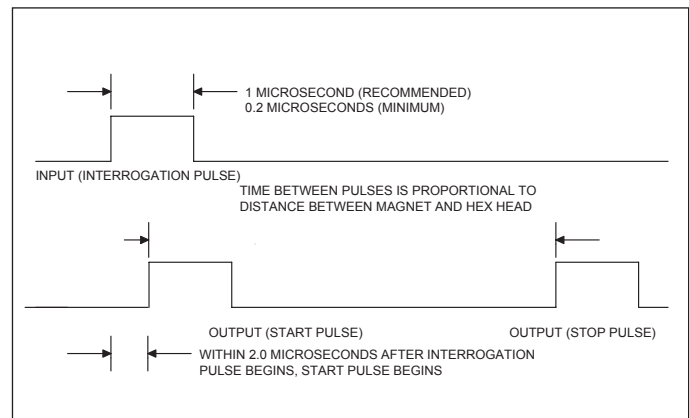 1 MICROSECOND (RECOMMENDED)
0.2 MICROSECONDS (MINIMUM)
INPUT (INTERROGATION PULSE)
TIME BETWEEN PULSES IS PROPORTIONAL TO
DISTANCE BETWEEN MAGNET AND HEX HEAD
OUTPUT (START PULSE)
OUTPUT (STOP PULSE)
WITHIN 2.0 MICROSECONDS AFTER INTERROGATION
PULSE BEGINS, START PULSE BEGINS